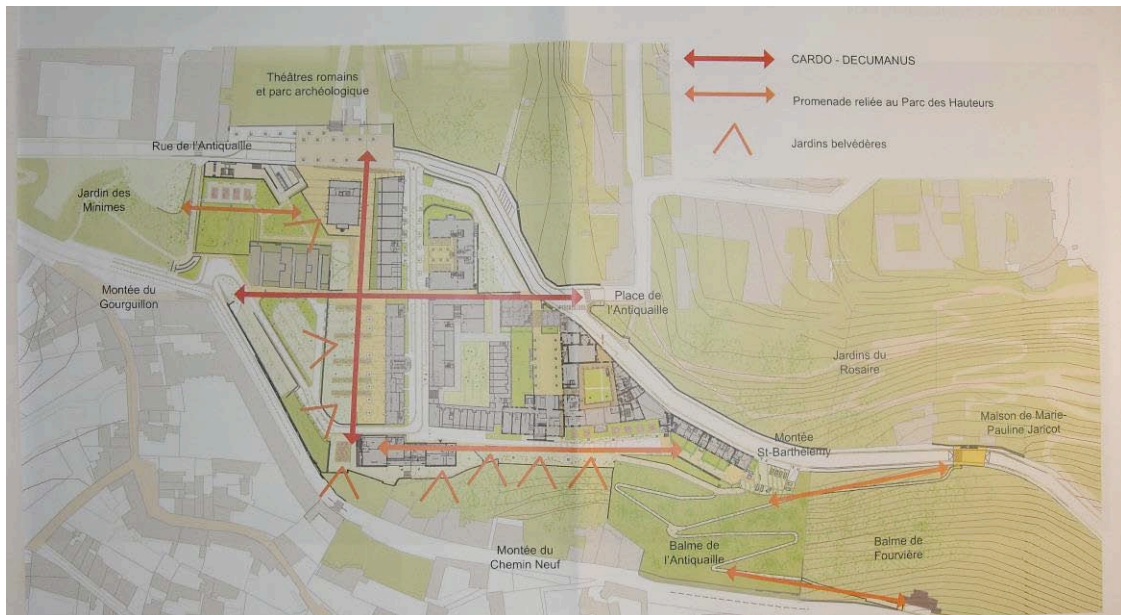 CARDO - DECUMANUS
Promenade reliée au Parc des Hauteurs
Jardins belvédères
Théâtres romains
et parc archéologique
Rue de l'Antiquaille
Jardin des
Minimes
Montée du
Gourguillon
Place de
l'Antiquaille
Jardins du
Rosaire
Maison de Marie-
Pauline Jaricot
Montée
St-Barthélemy
Montée du
Chemin Neuf
Balme de
l'Antiquaille
Balme de
Fourvière